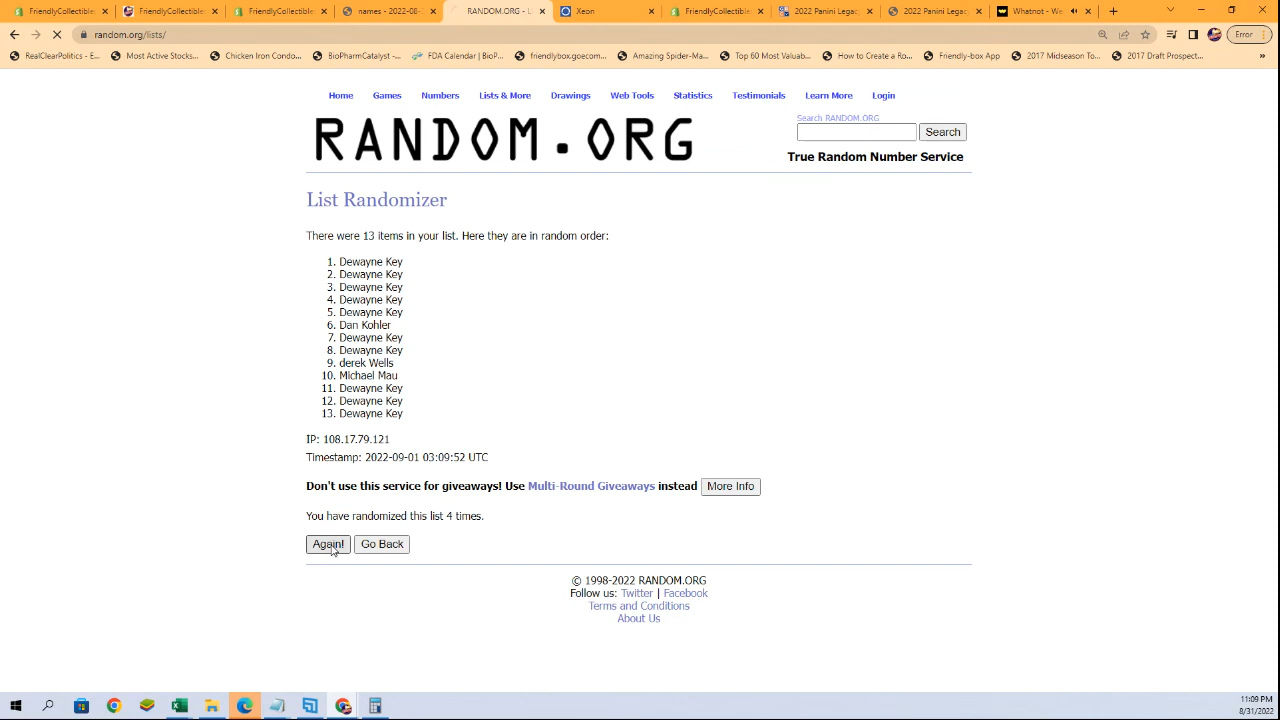 FriendlyCollectible
FriendlyCollectible
FriendlyCollectible
names - 2022-08-
RANDOM.ORG - L
Xeon
FriendlyCollectible
2022 Panini Legac
2022 Panini Legac
Whatnot - We
random.org/lists/
Error
RealClearPolitics - E...
Most Active Stocks...
Chicken Iron Condo...
BioPharmCatalyst -...
FDA Calendar | BioP...
friendlybox.goecom...
Amazing Spider-Ma...
Top 60 Most Valuab...
How to Create a Ro...
Friendly-box App
2017 Midseason To...
2017 Draft Prospect...
»
Home Games Numbers Lists & More Drawings Web Tools Statistics Testimonials Learn More Login
RANDOM.ORG
Search RANDOM.ORG
Search
True Random Number Service
List Randomizer
There were 13 items in your list. Here they are in random order:
1. Dewayne Key
2. Dewayne Key
3. Dewayne Key
4. Dewayne Key
5. Dewayne Key
6. Dan Kohler
7. Dewayne Key
8. Dewayne Key
9. derek Wells
10. Michael Mau
11. Dewayne Key
12. Dewayne Key
13. Dewayne Key
IP: 108.17.79.121
Timestamp: 2022-09-01 03:09:52 UTC
Don't use this service for giveaways! Use Multi-Round Giveaways instead More Info
You have randomized this list 4 times.
Again! Go Back
© 1998-2022 RANDOM.ORG
Follow us: Twitter | Facebook
Terms and Conditions
About Us
11:09 PM
8/31/2022